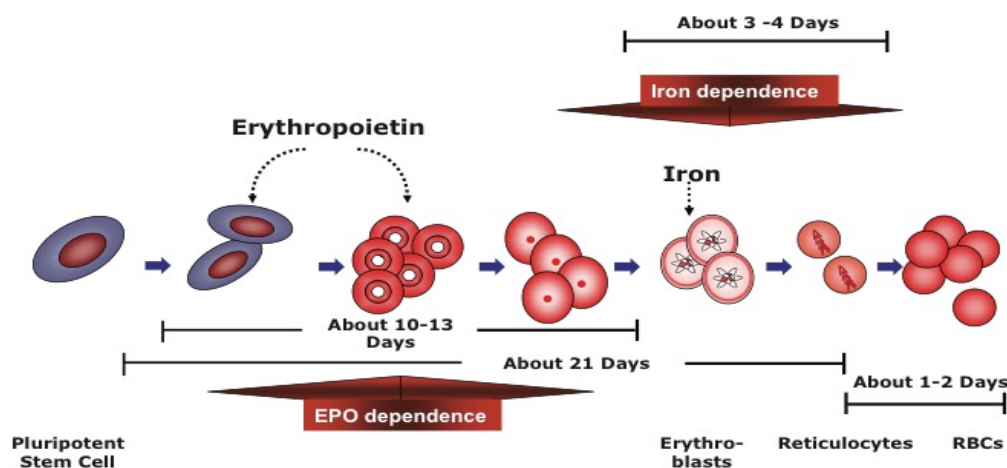 About 3 -4 Days
Iron dependence
Erythropoietin
Iron
About 10-13
Days
About 21 Days
About 1-2 Days
EPO dependence
Pluripotent
Stem Cell
Erythro-
blasts
Reticulocytes
RBCs